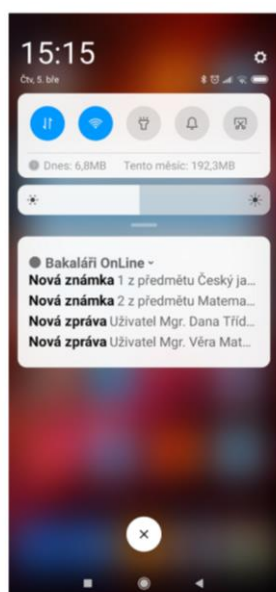 15:15
Čtv, 5. bře
Dnes: 6,8MB Tento měsíc: 192,3MB
Bakaláři OnLine
Nová známka 1 z předmětu Český ja...
Nová známka 2 z předmětu Matema...
Nová zpráva Uživatel Mgr. Dana Tříd...
Nová zpráva Uživatel Mgr. Věra Mat...